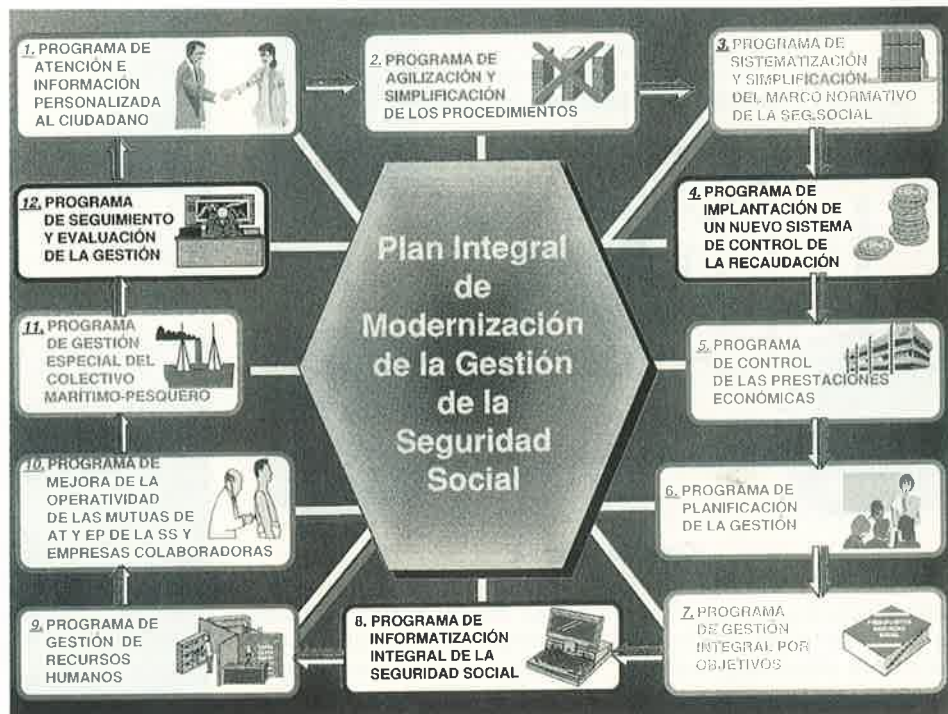 1. PROGRAMA DE
ATENCIÓN E
INFORMACIÓN
PERSONALIZADA
AL CIUDADANO
2. PROGRAMA DE
AGILIZACIÓN Y
SIMPLIFICACIÓN
DE LOS PROCEDIMIENTOS
3. PROGRAMA DE
SISTEMATIZACIÓN
Y SIMPLIFICACIÓN
DEL MARCO NORMATIVO
DE LA SEG.SOCIAL
4. PROGRAMA DE
IMPLANTACIÓN DE
UN NUEVO SISTEMA
DE CONTROL DE
LA RECAUDACIÓN
5. PROGRAMA
DE CONTROL
DE LAS PRESTACIONES
ECONÓMICAS
6. PROGRAMA DE
PLANIFICACIÓN
DE LA GESTIÓN
7. PROGRAMA
DE GESTIÓN
INTEGRAL POR
OBJETIVOS
8. PROGRAMA DE
INFORMATIZACIÓN
INTEGRAL DE LA
SEGURIDAD SOCIAL
9. PROGRAMA DE
GESTIÓN DE
RECURSOS
HUMANOS
10. PROGRAMA DE
MEJORA DE LA
OPERATIVIDAD
DE LAS MUTUAS DE
AT Y EP DE LA SS Y
EMPRESAS COLABORADORAS
11. PROGRAMA
DE GESTIÓN
ESPECIAL DEL
COLECTIVO
MARÍTIMO-PESQUERO
12. PROGRAMA
DE SEGUIMIENTO
Y EVALUACIÓN
DE LA GESTIÓN
Plan Integral
de
Modernización
de la Gestión
de la
Seguridad
Social